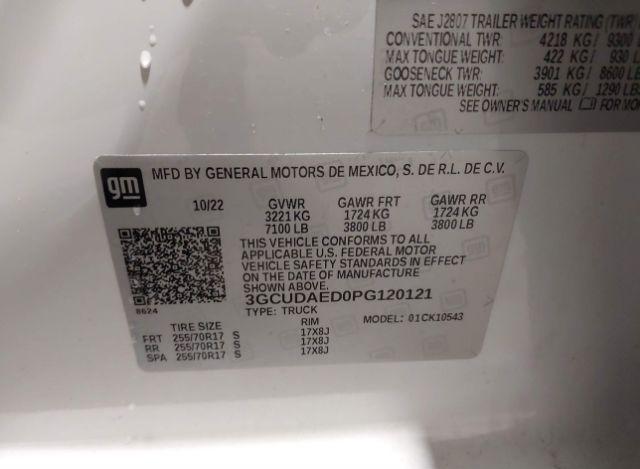 SAE J2807 TRAILER WEIGHT RATING (TWR
CONVENTIONAL TWR: 4218 KG/ 9300 L
MAX TONGUE WEIGHT: 422 KG/ 930 L
GOOSENECK TWR: 3901 KG/ 8600 LB
MAX TONGUE WEIGHT: 585 KG/ 1290 LBS
SEE OWNER'S MANUAL FOR MOR
gm MFD BY GENERAL MOTORS DE MEXICO, S. DE R.L. DE C.V.
10/22 GVWR GAWR FRT GAWR RR
3221 KG 1724 KG 1724 KG
7100 LB 3800 LB 3800 LB
THIS VEHICLE CONFORMS TO ALL
APPLICABLE U.S. FEDERAL MOTOR
VEHICLE SAFETY STANDARDS IN EFFECT
ON THE DATE OF MANUFACTURE
3GCUDAED0PG120121
8624 TYPE: TRUCK MODEL: 01CK10543
TIRE SIZE RIM
FRT 255/70R17 S 17X8J
RR 255/70R17 S 17X8J
SPA 255/70R17 S 17X8J